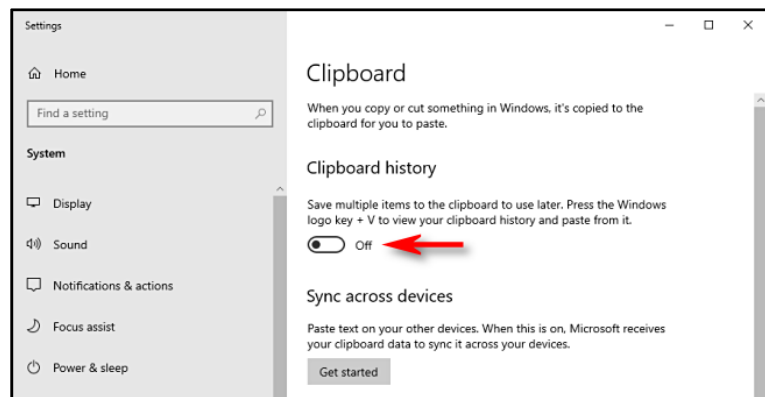 Settings
Home
Find a setting
System
Display
Sound
Notifications & actions
Focus assist
Power & sleep
Clipboard
When you copy or cut something in Windows, it's copied to the
clipboard for you to paste.
Clipboard history
Save multiple items to the clipboard to use later. Press the Windows
logo key + V to view your clipboard history and paste from it.
Off
Sync across devices
Paste text on your other devices. When this is on, Microsoft receives
your clipboard data to sync it across your devices.
Get started